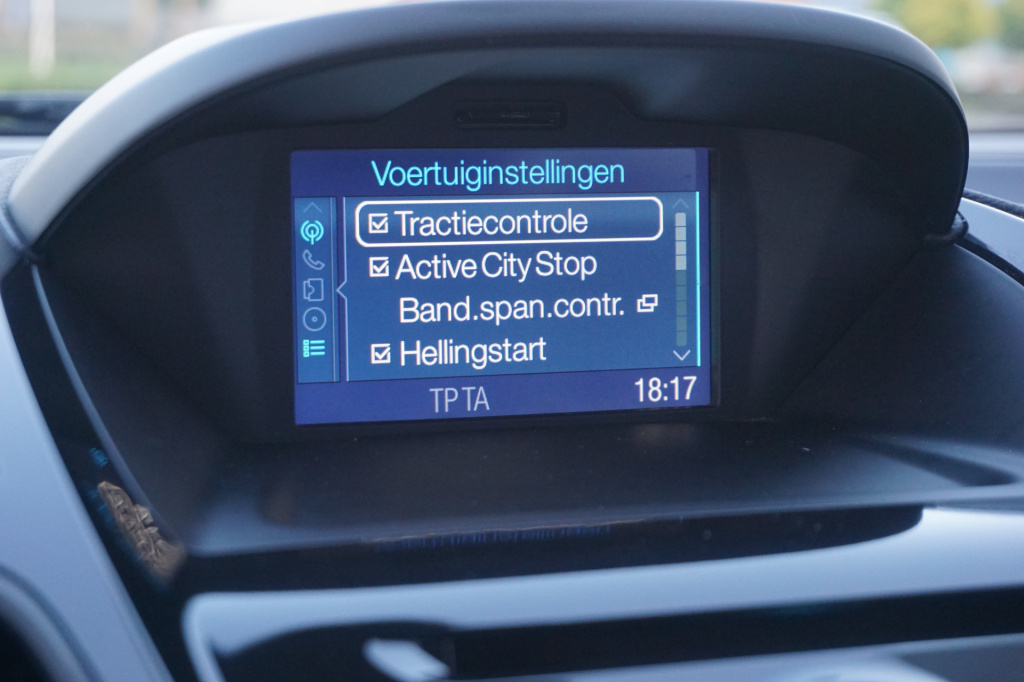 Voertuiginstellingen
Tractiecontrole
Active City Stop
Band.span.contr.
Hellingstart
TP TA 18:17